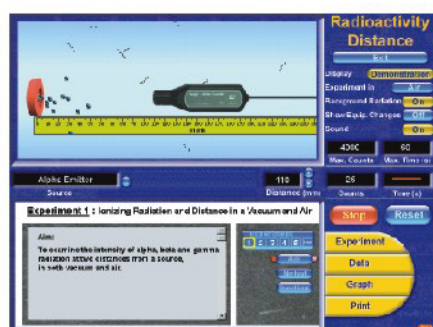 Radioactivity
Distance
Exit
Display Demonstration
Experiment in Air
Background Radiation On
Show Equip. Changes Off
Sound On
mm
4000 60
Max. Counts Max. Time
Alpha Emitter 110 26
Source Distance (mm) Counts Time (s)
Experiment 1 : Ionizing Radiation and Distance in a Vacuum and Air
Stop Reset
Aim:
To examine the intensity of alpha, beta and gamma
radiation at five distances from a source,
in both vacuum and air.
1 2 3 4 5
Aim
Method
Experiment
Data
Graph
Print